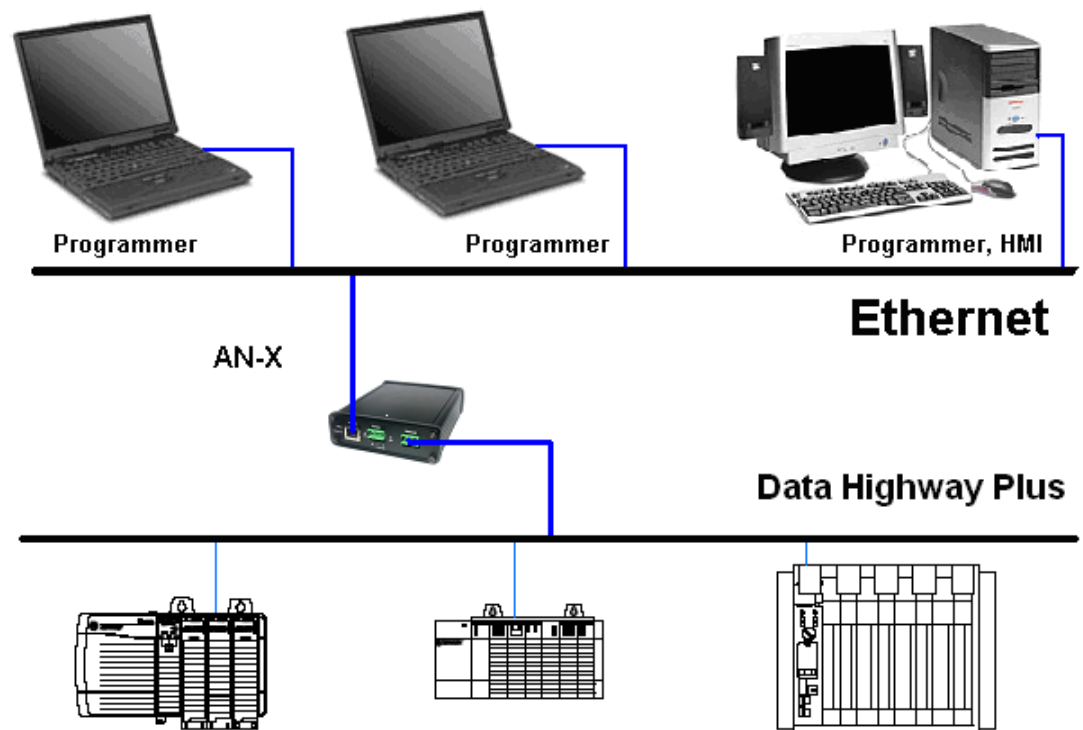 Programmer
Programmer
Programmer, HMI
Ethernet
AN-X
Data Highway Plus